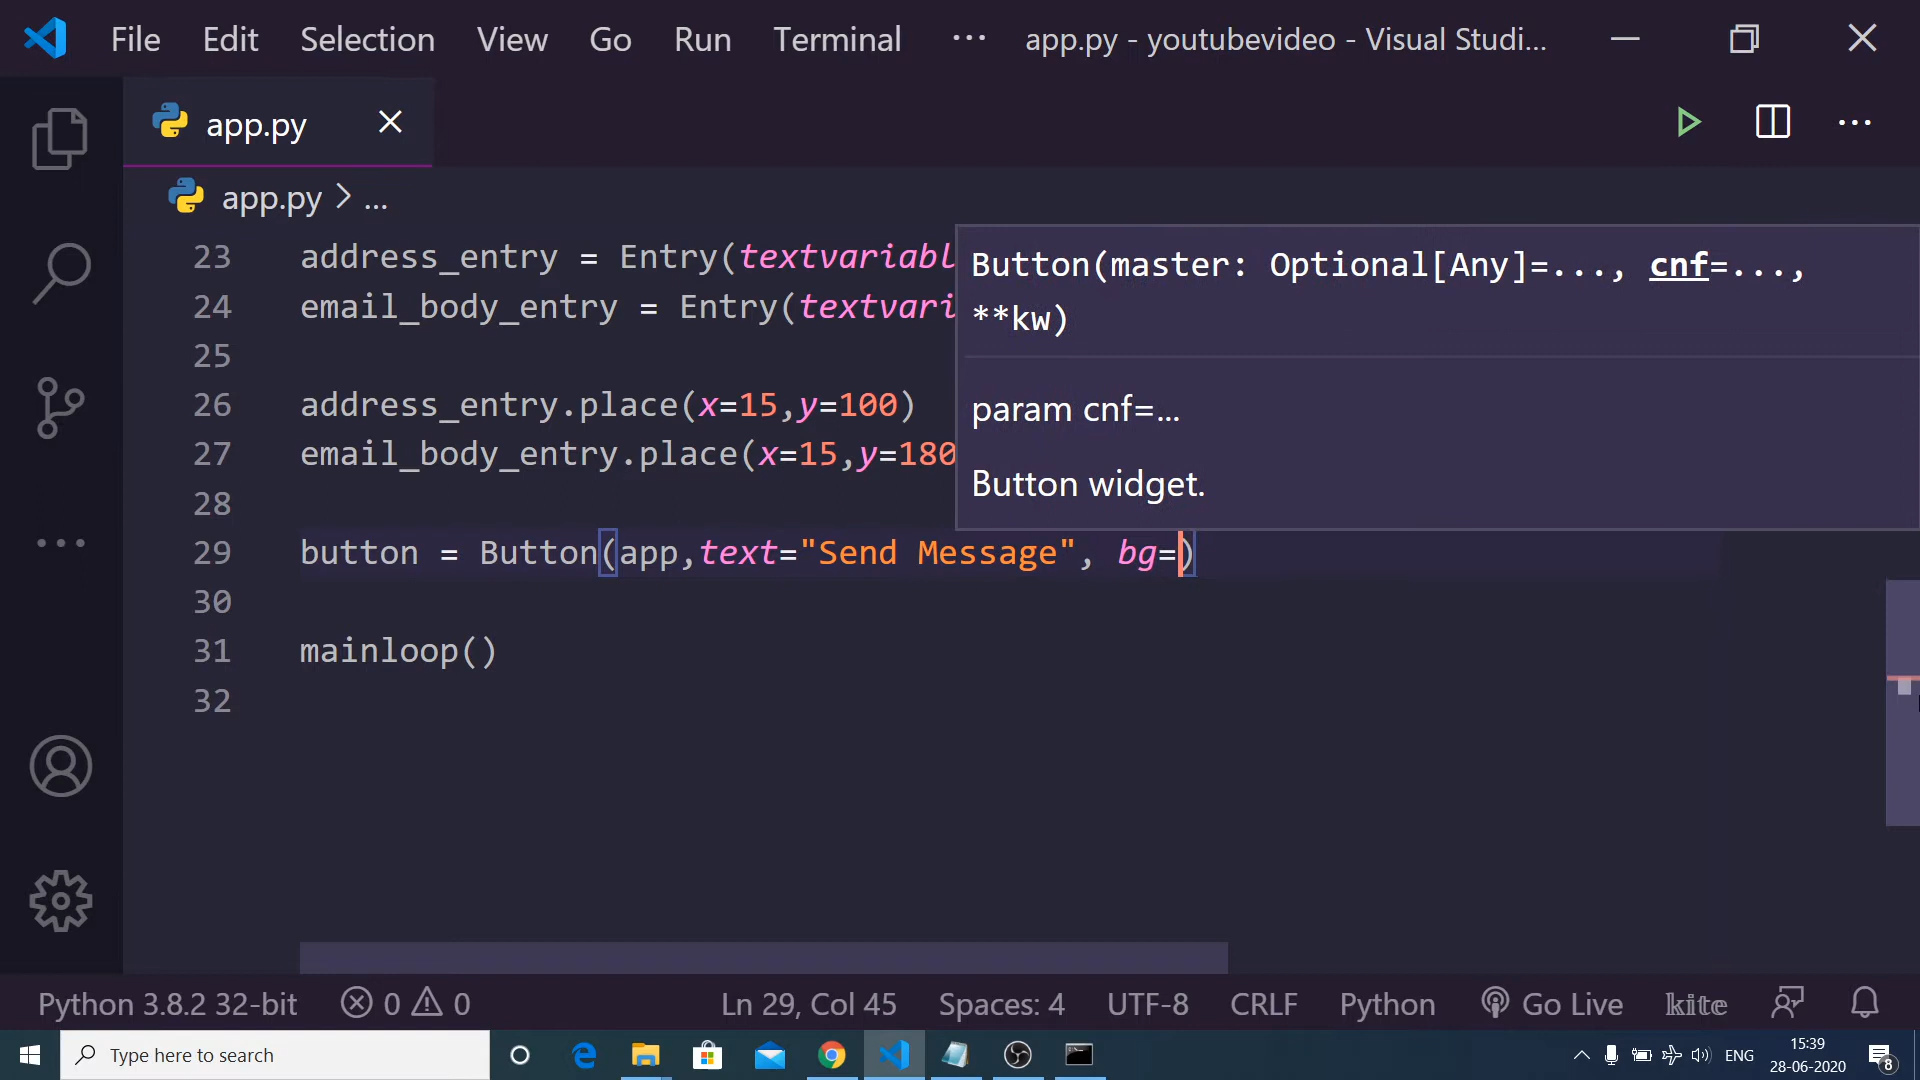 File Edit Selection View Go Run Terminal ··· app.py - youtubevideo - Visual Studi...
app.py
app.py > ...
23 address_entry = Entry(textvariabl
24 email_body_entry = Entry(textvari
25
26 address_entry.place(x=15,y=100)
27 email_body_entry.place(x=15,y=180
28
29 button = Button(app,text="Send Message", bg=)
30
31 mainloop()
32
Button(master: Optional[Any]=..., cnf=...,
**kw)
param cnf=...
Button widget.
Python 3.8.2 32-bit 0 0 Ln 29, Col 45 Spaces: 4 UTF-8 CRLF Python Go Live kite
Type here to search ENG 15:39
28-06-2020 8